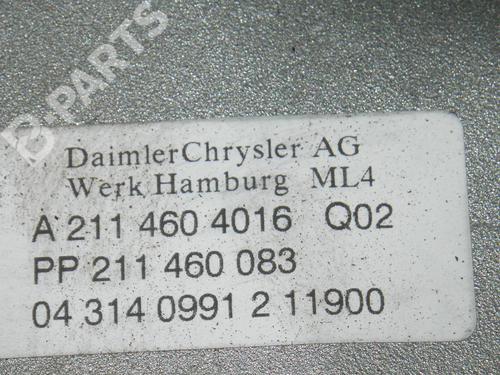 B-PARTS
DaimlerChrysler AG
Werk Hamburg ML4
A 211 460 4016 Q02
PP 211 460 083
04 314 0991 2 11900